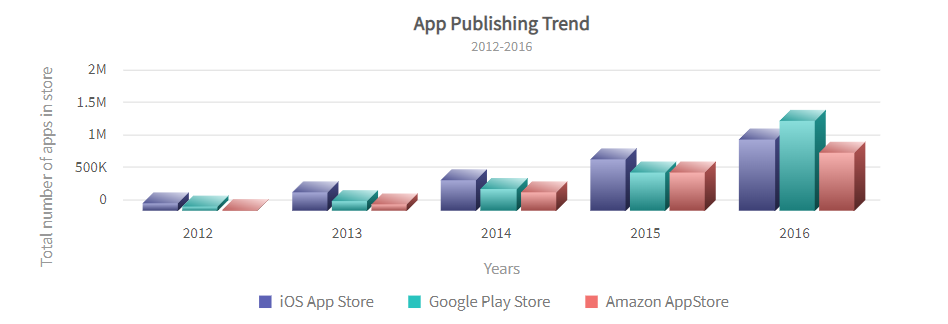 App Publishing Trend
2012-2016
Total number of apps in store
2M
1.5M
1M
500K
0
2012 2013 2014 2015 2016
Years
iOS App Store Google Play Store Amazon AppStore